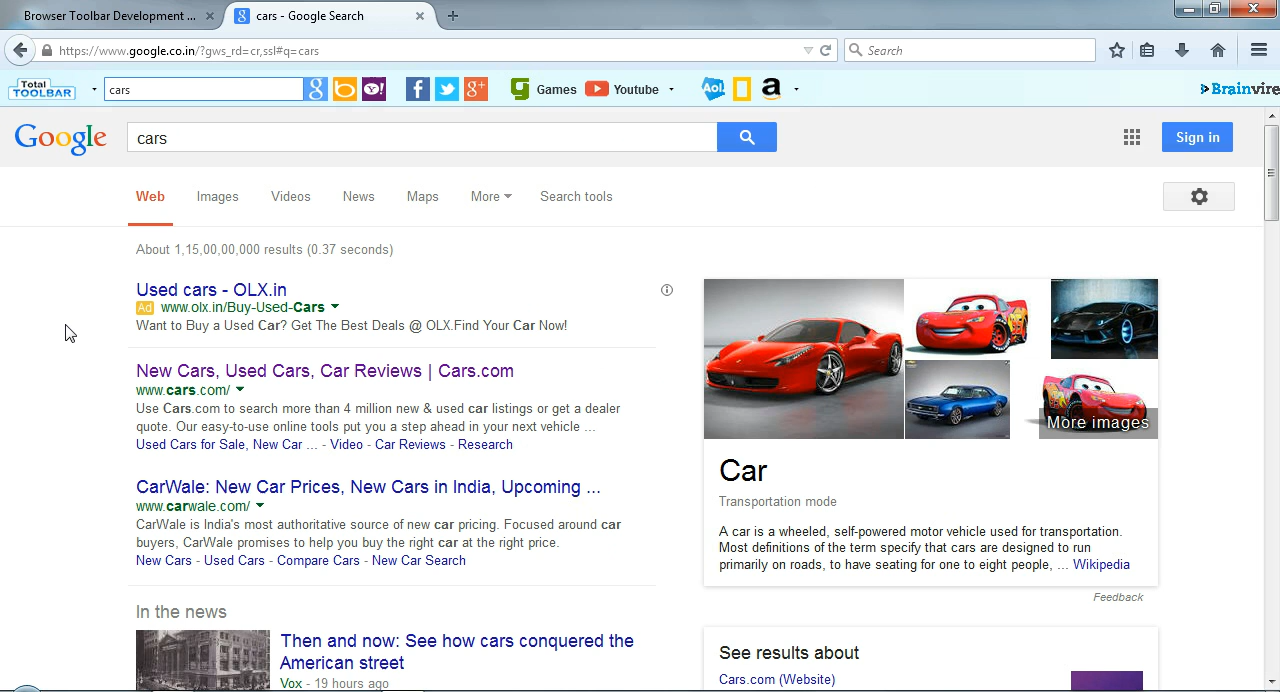 Browser Toolbar Development ...
cars - Google Search
https://www.google.co.in/?gws_rd=cr,ssl#q=cars
Search
Total
TOOLBAR
cars
Games
Youtube
Aol.
Brainvire
Google
cars
Sign in
Web
Images
Videos
News
Maps
More
Search tools
About 1,15,00,00,000 results (0.37 seconds)
Used cars - OLX.in
Ad www.olx.in/Buy-Used-Cars
Want to Buy a Used Car? Get The Best Deals @ OLX.Find Your Car Now!
New Cars, Used Cars, Car Reviews | Cars.com
www.cars.com/
Use Cars.com to search more than 4 million new & used car listings or get a dealer
quote. Our easy-to-use online tools put you a step ahead in your next vehicle ...
Used Cars for Sale, New Car ... - Video - Car Reviews - Research
CarWale: New Car Prices, New Cars in India, Upcoming ...
www.carwale.com/
CarWale is India's most authoritative source of new car pricing. Focused around car
buyers, CarWale promises to help you buy the right car at the right price.
New Cars - Used Cars - Compare Cars - New Car Search
In the news
Then and now: See how cars conquered the
American street
Vox - 19 hours ago
More images
Car
Transportation mode
A car is a wheeled, self-powered motor vehicle used for transportation.
Most definitions of the term specify that cars are designed to run
primarily on roads, to have seating for one to eight people, ... Wikipedia
Feedback
See results about
Cars.com (Website)